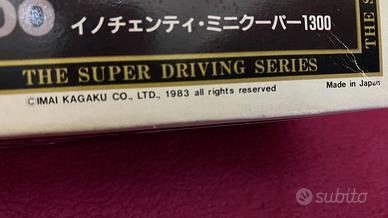 イノチェンティ・ミニクーパー1300
THE SUPER DRIVING SERIES
©IMAI KAGAKU CO., LTD., 1983 all rights reserved
Made in Japan
THE S
subito